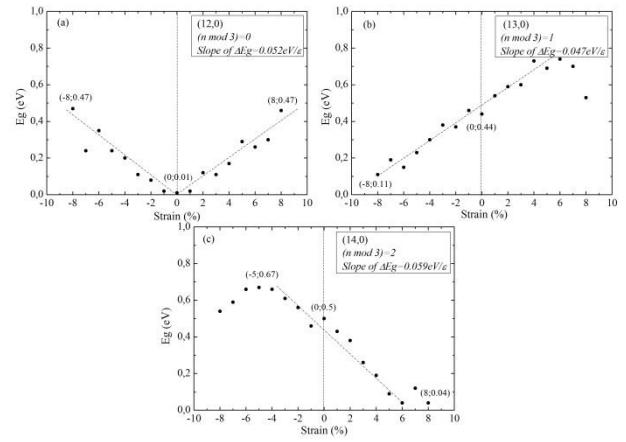 (a)
(12,0)
(n mod 3)=0
Slope of ΔEg=0.052eV/ε
(-8;0.47)
(8;0.47)
(0;0.01)
Eg (eV)
0,8
0,6
0,4
0,2
0,0
-10 -8 -6 -4 -2 0 2 4 6 8 10
Strain (%)
(b)
(13,0)
(n mod 3)=1
Slope of ΔEg=0.047eV/ε
(0;0.44)
(-8;0.11)
Eg (eV)
0,8
0,6
0,4
0,2
0,0
-10 -8 -6 -4 -2 0 2 4 6 8 10
Strain (%)
(c)
(14,0)
(n mod 3)=2
Slope of ΔEg=0.059eV/ε
(-5;0.67)
(0;0.5)
(8;0.04)
Eg (eV)
0,8
0,6
0,4
0,2
0,0
-10 -8 -6 -4 -2 0 2 4 6 8 10
Strain (%)